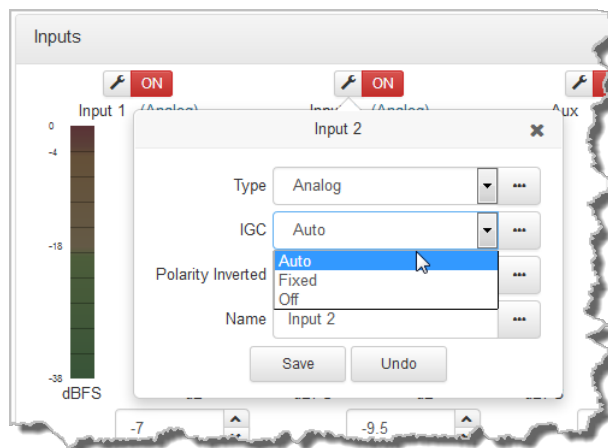 Inputs
ON
ON
Input 1 (Analog)
(Analog)
Aux
Input 2
0
-4
-18
-38
dBFS
Type
Analog
IGC
Auto
Auto
Fixed
Off
Polarity Inverted
Name
Input 2
Save
Undo
-7
-9.5